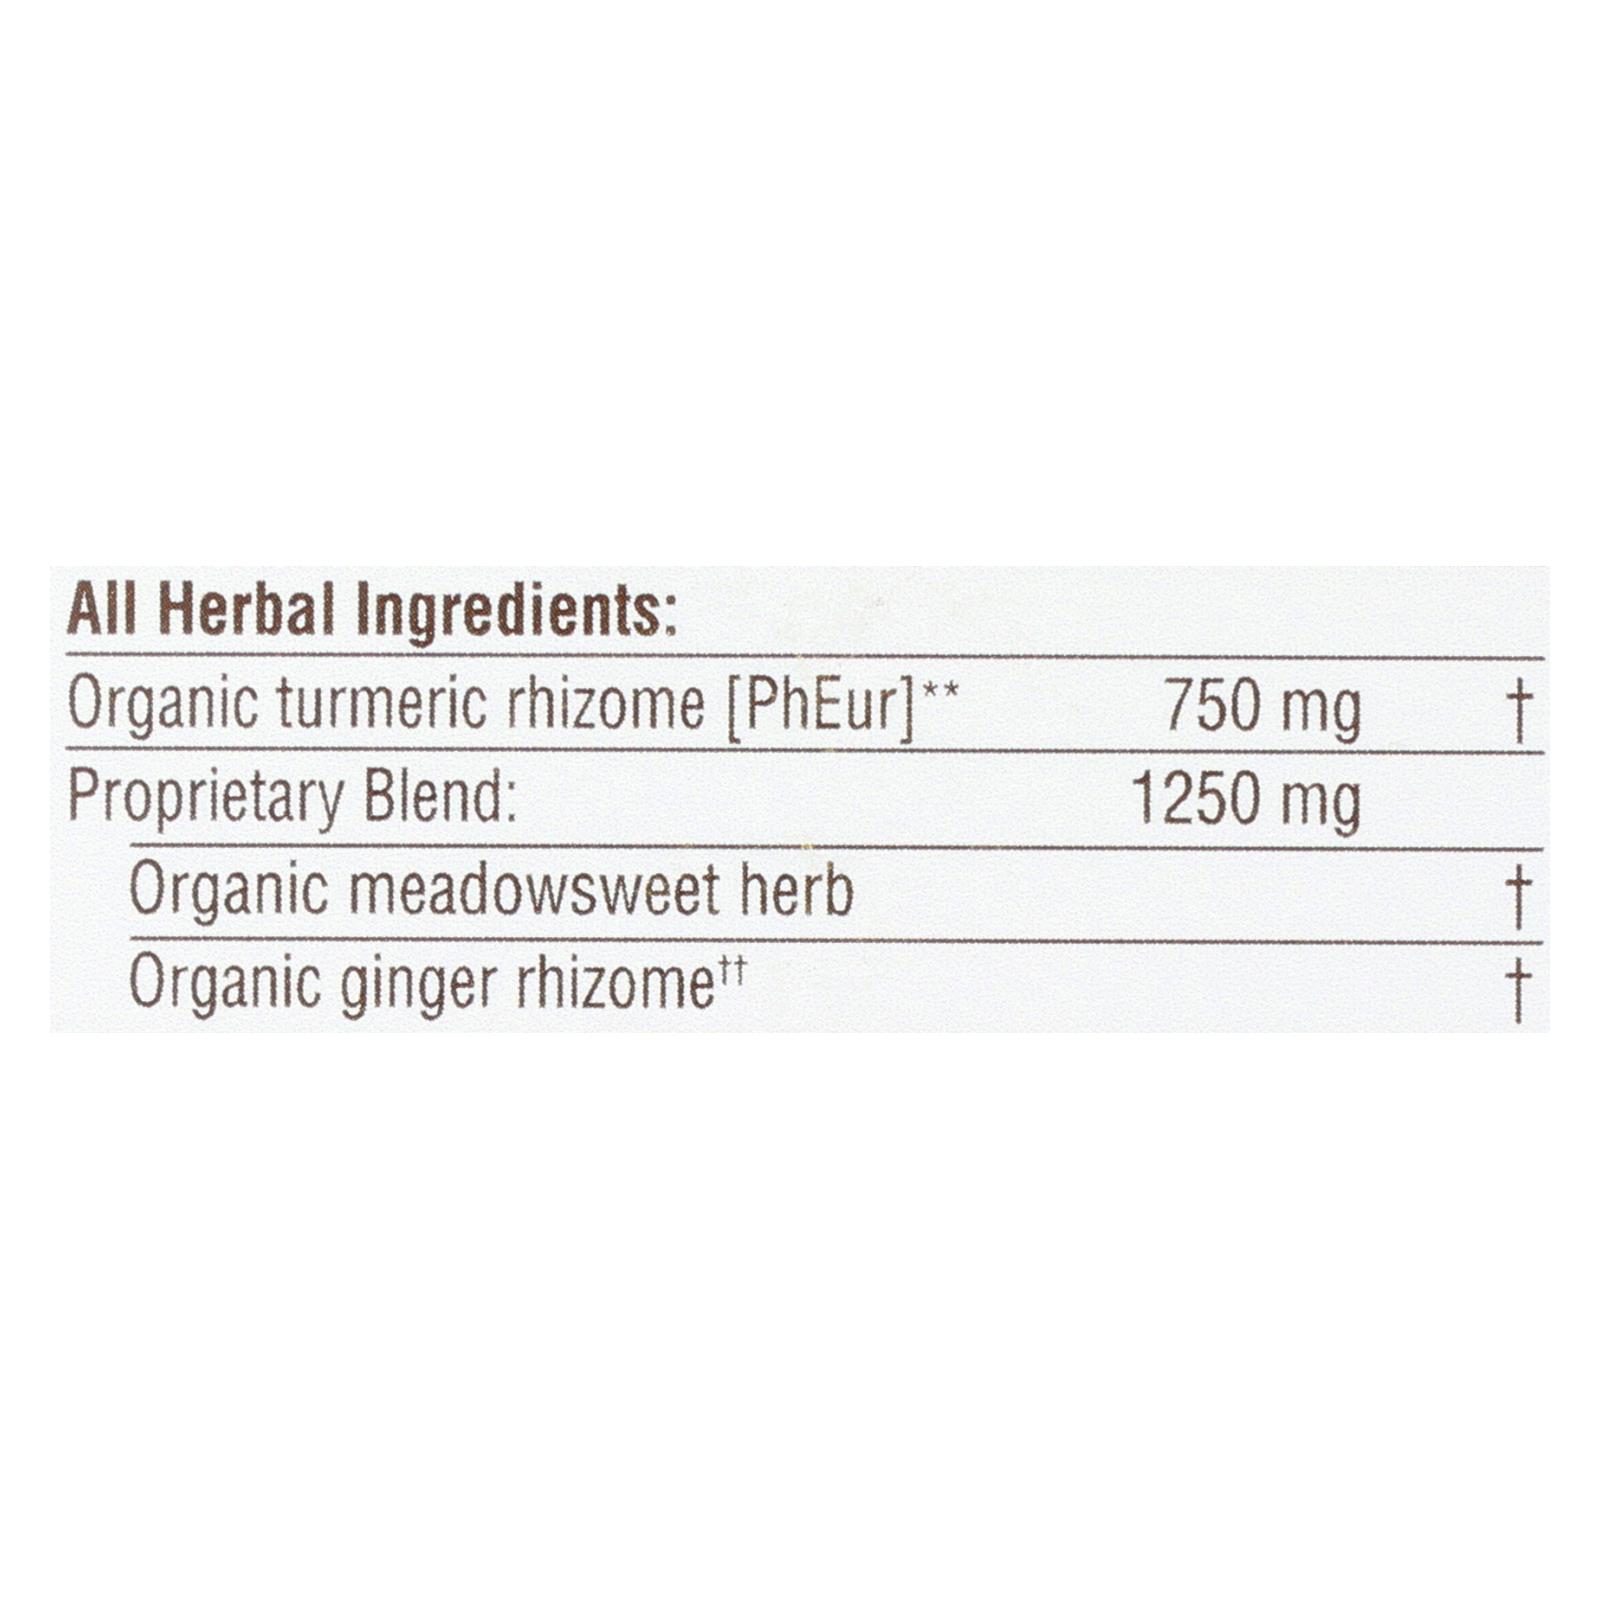 All Herbal Ingredients:
Organic turmeric rhizome [PhEur]** 750 mg †
Proprietary Blend: 1250 mg
Organic meadowsweet herb †
Organic ginger rhizome†† †